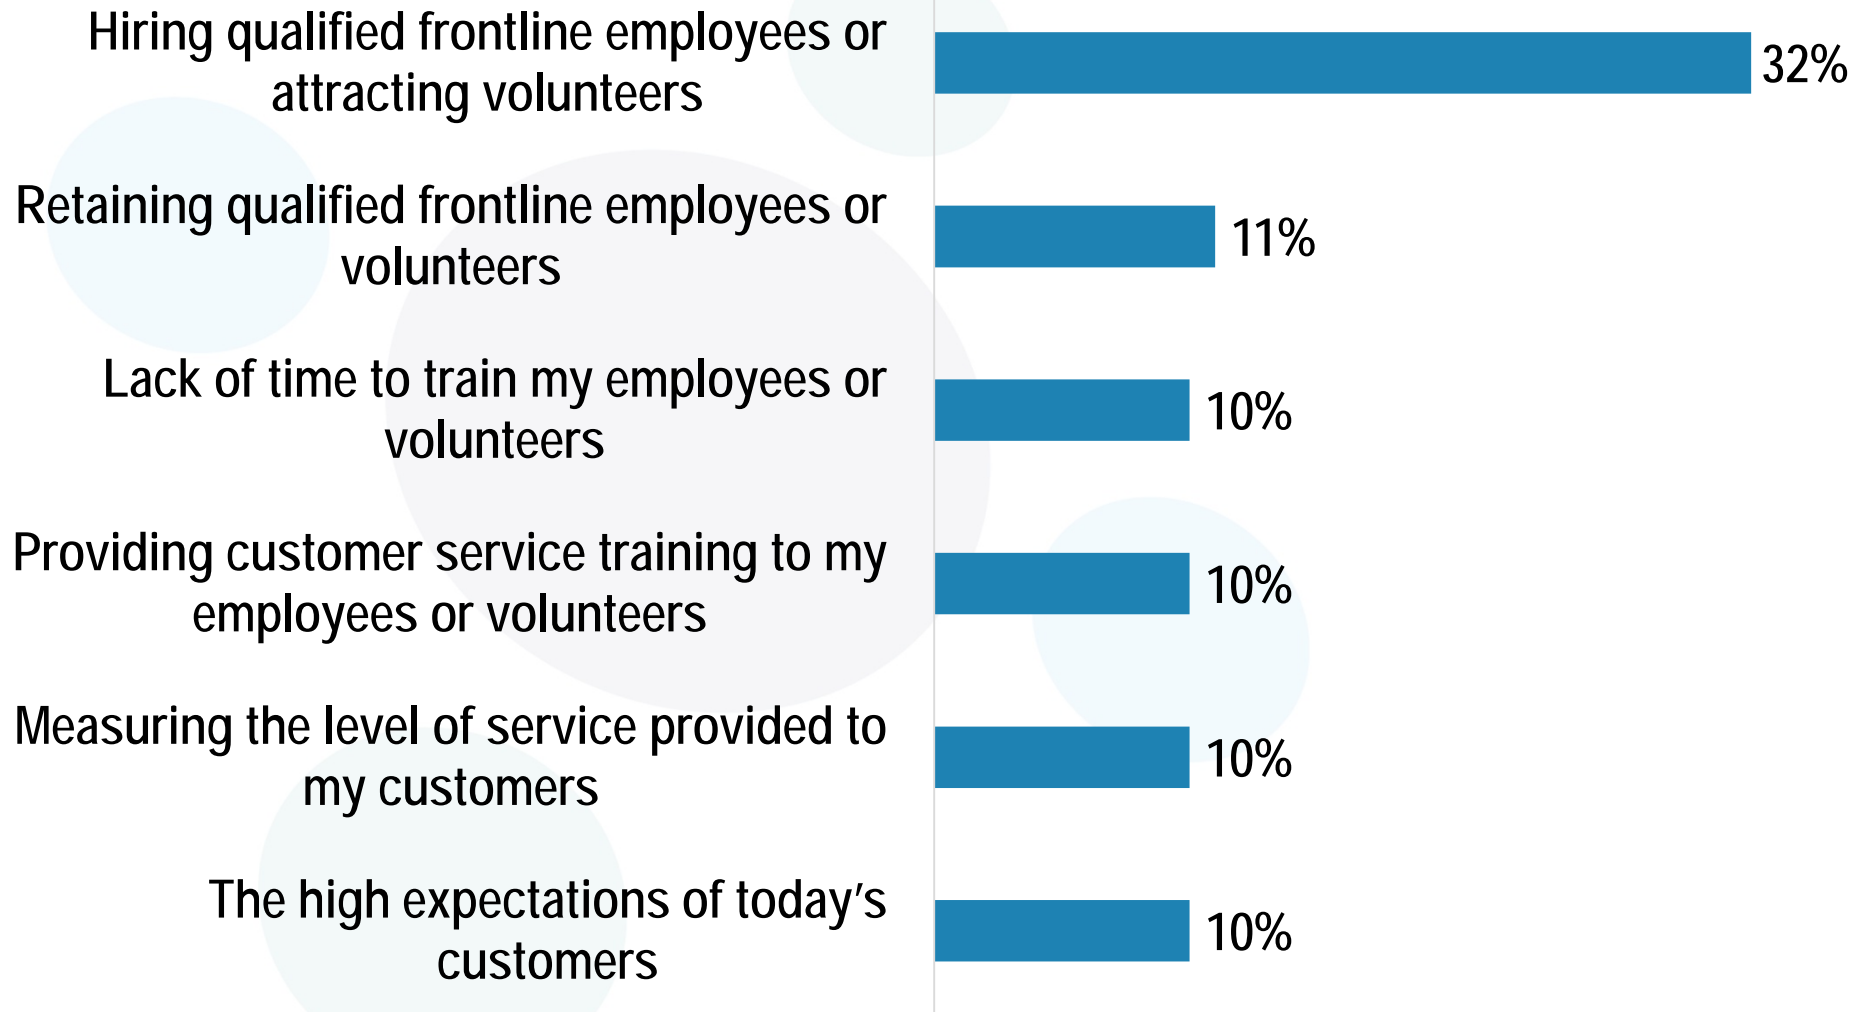 Hiring qualified frontline employees or
attracting volunteers
32%
Retaining qualified frontline employees or
volunteers
11%
Lack of time to train my employees or
volunteers
10%
Providing customer service training to my
employees or volunteers
10%
Measuring the level of service provided to
my customers
10%
The high expectations of today’s
customers
10%